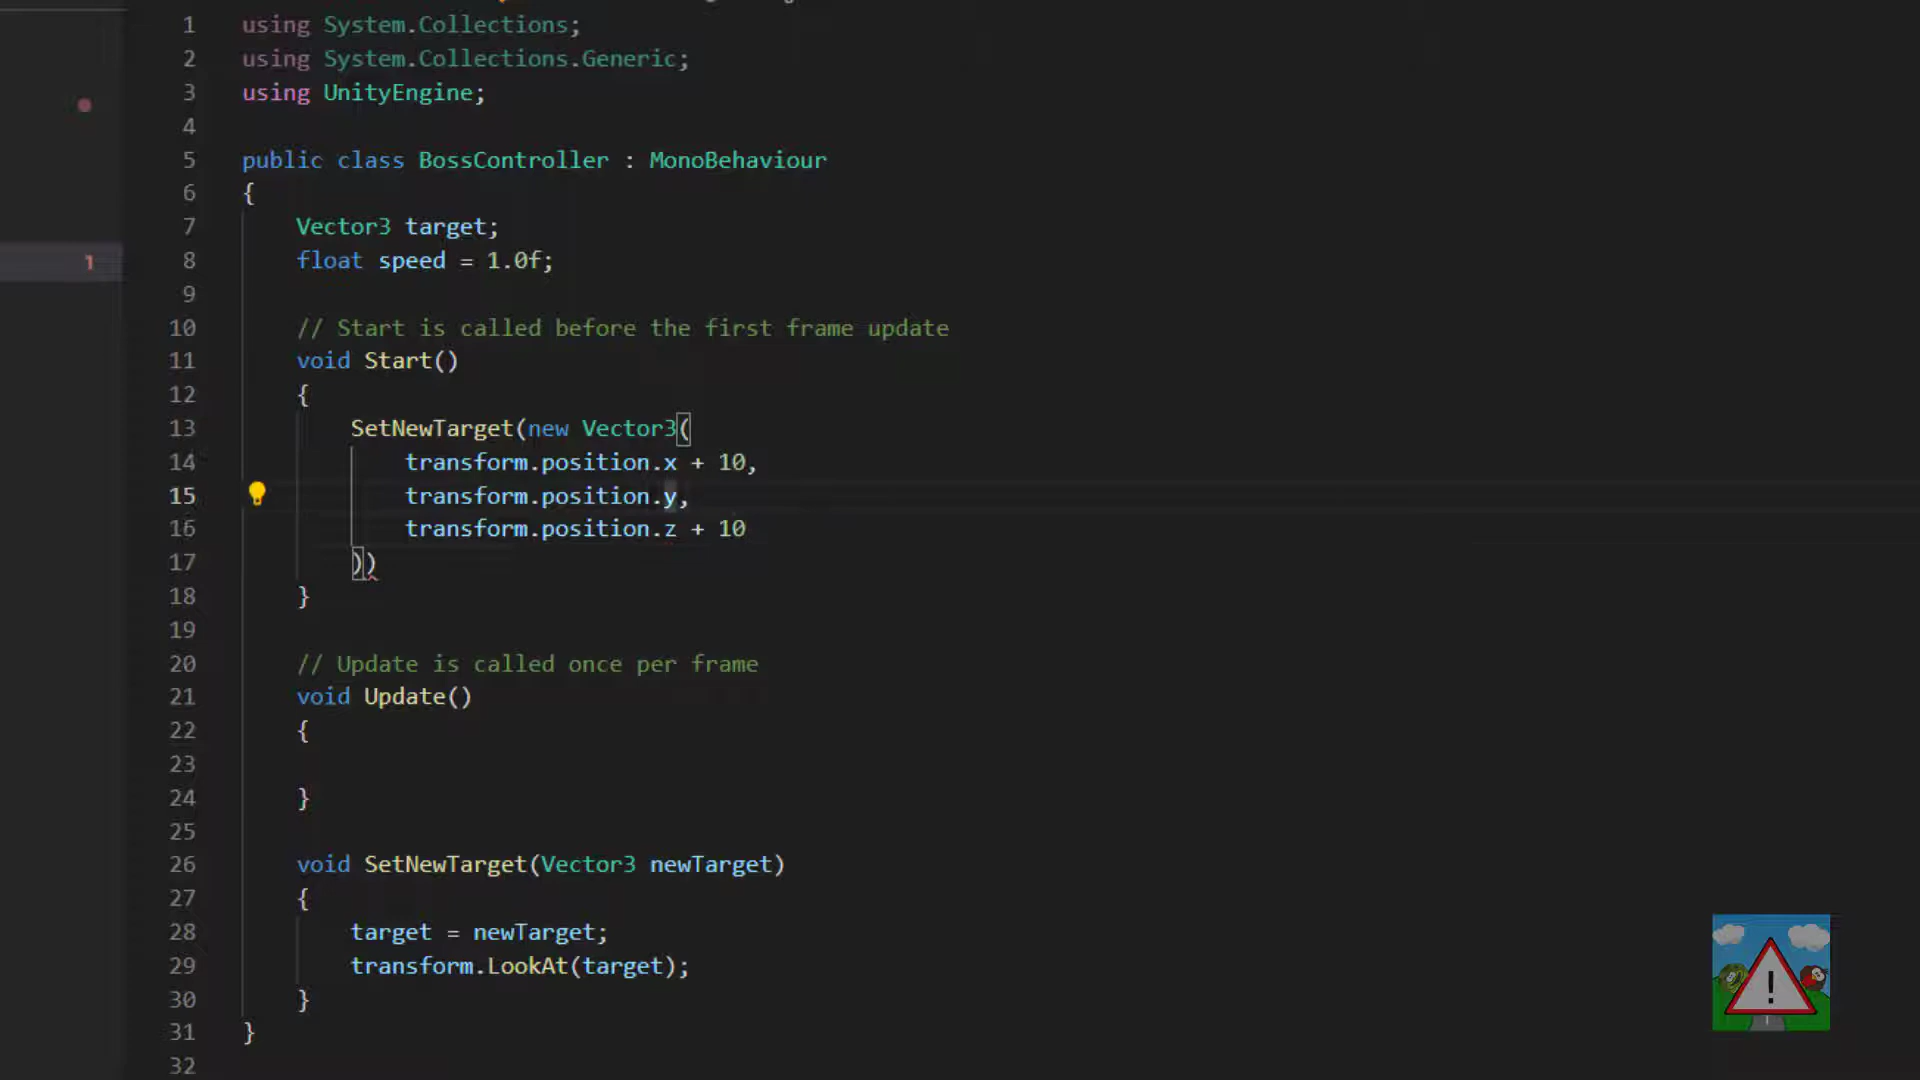 1 using System.Collections;
2 using System.Collections.Generic;
3 using UnityEngine;
4
5 public class BossController : MonoBehaviour
6 {
7 Vector3 target;
1 8 float speed = 1.0f;
9
10 // Start is called before the first frame update
11 void Start()
12 {
13 SetNewTarget(new Vector3(
14 transform.position.x + 10,
15 transform.position.y,
16 transform.position.z + 10
17 ))
18 }
19
20 // Update is called once per frame
21 void Update()
22 {
23
24 }
25
26 void SetNewTarget(Vector3 newTarget)
27 {
28 target = newTarget;
29 transform.LookAt(target);
30 }
31 }
32
!